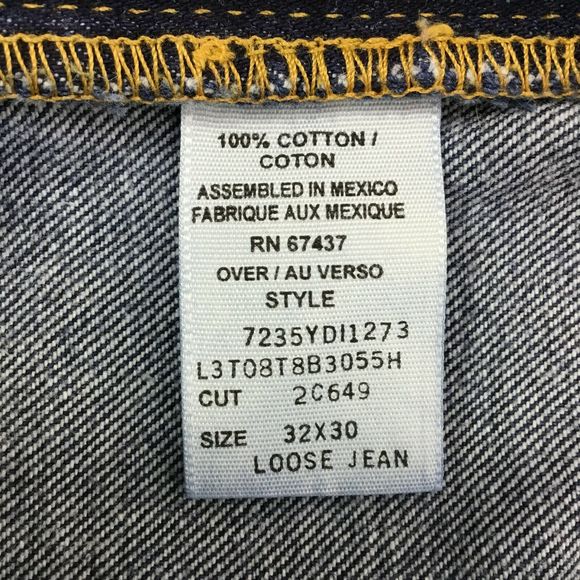 100% COTTON /
COTON
ASSEMBLED IN MEXICO
FABRIQUE AUX MEXIQUE
RN 67437
OVER / AU VERSO
STYLE
7235YDI1273
L3T08T8B3055H
CUT 2C649
SIZE 32X30
LOOSE JEAN